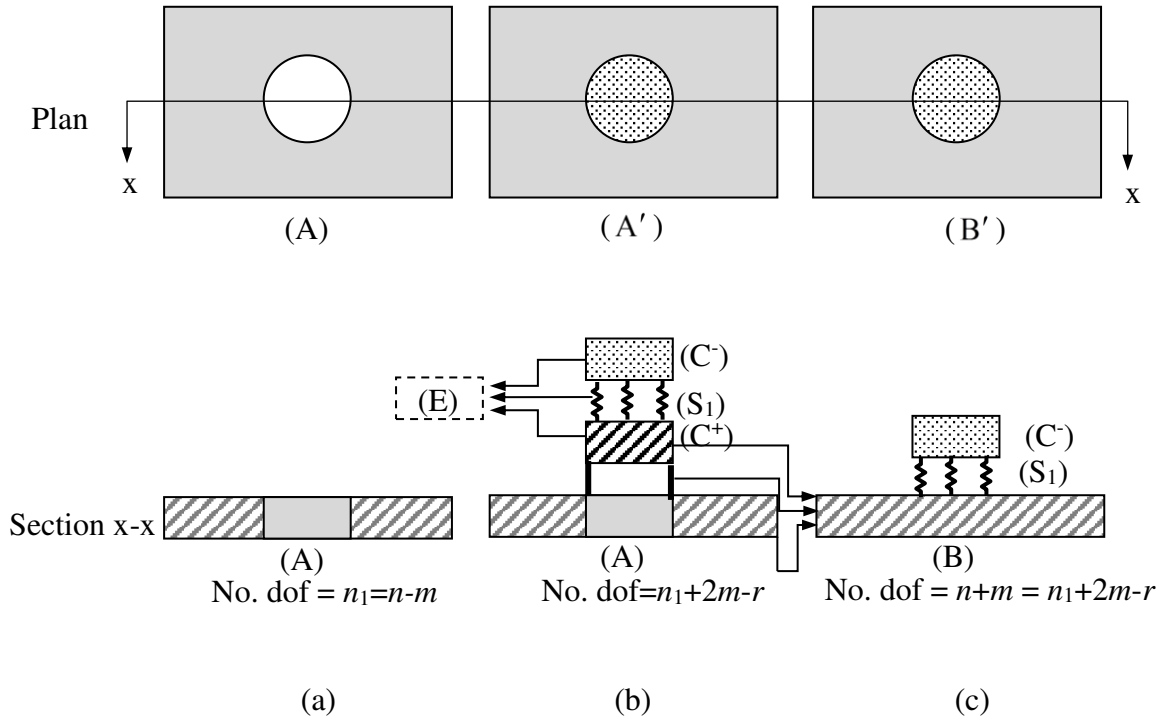 Plan
x
x
(A)
(A′)
(B′)
(C⁻)
(E)
(S₁)
(C⁺)
(C⁻)
(S₁)
Section x-x
(A)
(A)
(B)
No. dof = n₁=n-m
No. dof=n₁+2m-r
No. dof = n+m = n₁+2m-r
(a)
(b)
(c)